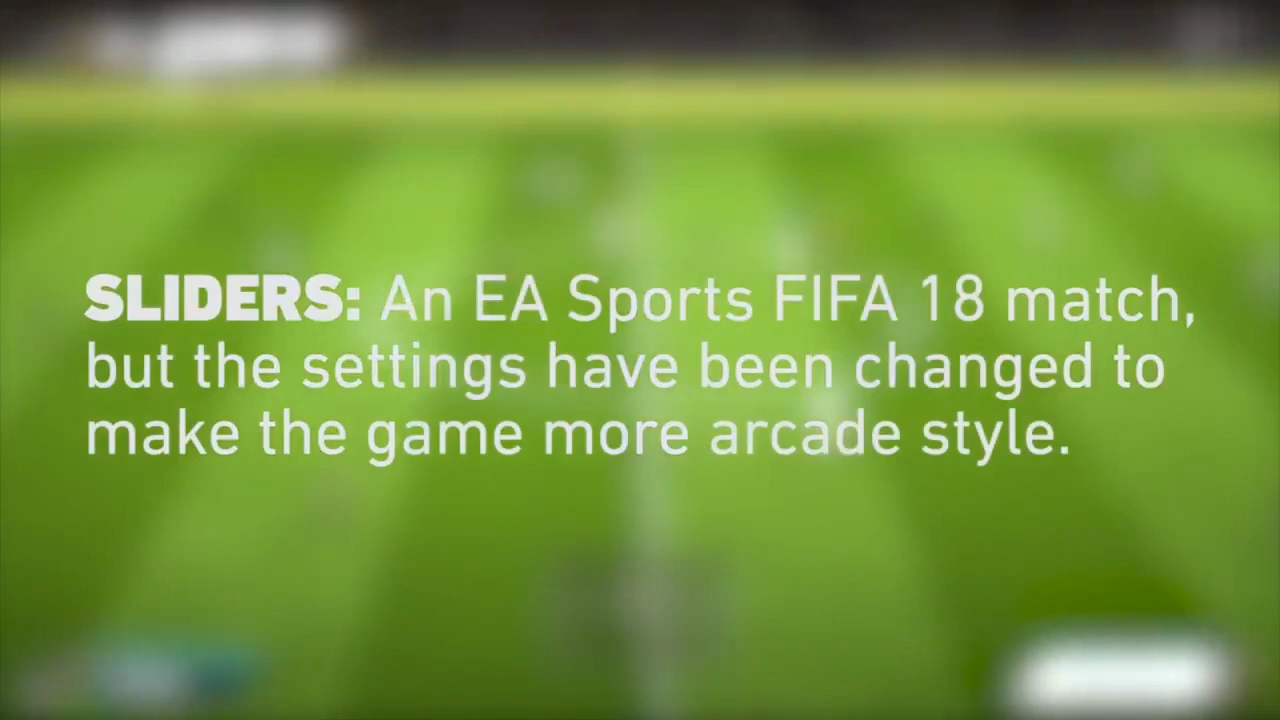 SLIDERS: An EA Sports FIFA 18 match,
but the settings have been changed to
make the game more arcade style.